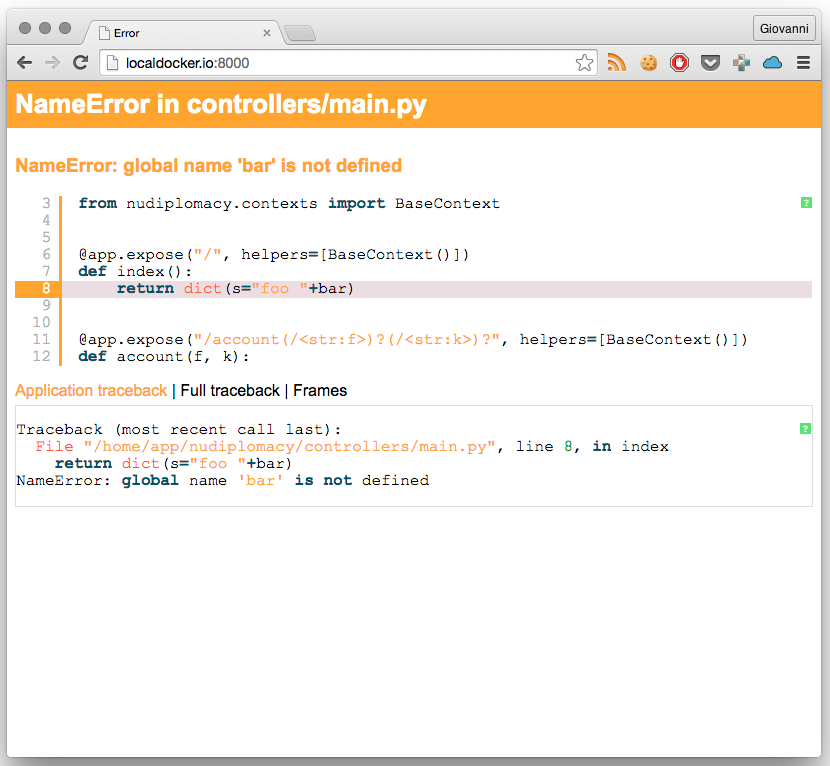 Error
Giovanni
localdocker.io:8000
NameError in controllers/main.py
NameError: global name 'bar' is not defined
3 from nudiplomacy.contexts import BaseContext
?
4
5
6 @app.expose("/", helpers=[BaseContext()])
7 def index():
8 return dict(s="foo "+bar)
9
10
11 @app.expose("/account(/<str:f>)?(/<str:k>)?", helpers=[BaseContext()])
12 def account(f, k):
Application traceback | Full traceback | Frames
Traceback (most recent call last):
?
File "/home/app/nudiplomacy/controllers/main.py", line 8, in index
return dict(s="foo "+bar)
NameError: global name 'bar' is not defined